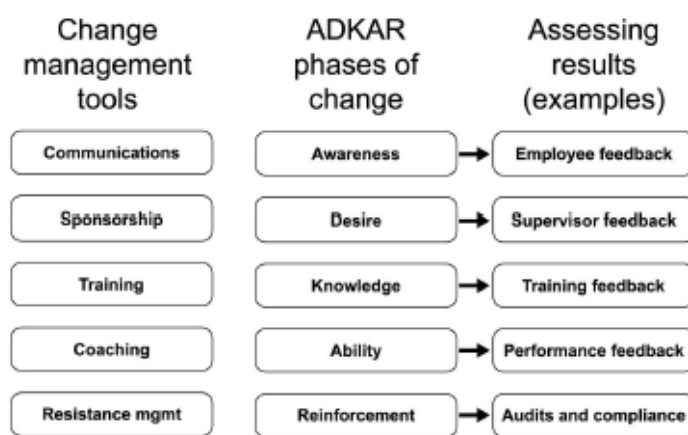 Change
management
tools
ADKAR
phases of
change
Assessing
results
(examples)
Communications
Awareness
Employee feedback
Sponsorship
Desire
Supervisor feedback
Training
Knowledge
Training feedback
Coaching
Ability
Performance feedback
Resistance mgmt
Reinforcement
Audits and compliance